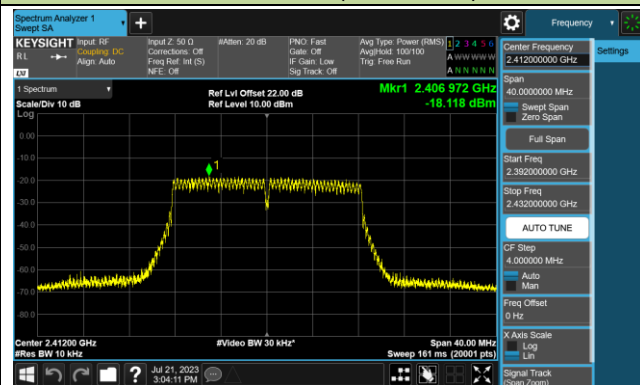 Spectrum Analyzer 1
Swept SA
Frequency
KEYSIGHT
RL
LXI
Input: RF
Coupling: DC
Align: Auto
Input Z: 50 Ω
Corrections: Off
Freq Ref: Int (S)
NFE: Off
#Atten: 20 dB
PNO: Fast
Gate: Off
IF Gain: Low
Sig Track: Off
Avg Type: Power (RMS)
Avg|Hold: 100/100
Trig: Free Run
1 2 3 4 5 6
A W W W W W
A N N N N N
1 Spectrum
Scale/Div 10 dB
Log
Ref Lvl Offset 22.00 dB
Ref Level 10.00 dBm
Mkr1 2.406 972 GHz
-18.118 dBm
1
0.00
-10.0
-20.0
-30.0
-40.0
-50.0
-60.0
-70.0
-80.0
Center 2.41200 GHz
#Res BW 10 kHz
#Video BW 30 kHz*
Span 40.00 MHz
Sweep 161 ms (20001 pts)
Center Frequency
2.412000000 GHz
Settings
Span
40.0000000 MHz
Swept Span
Zero Span
Full Span
Start Freq
2.392000000 GHz
Stop Freq
2.432000000 GHz
AUTO TUNE
CF Step
4.000000 MHz
Auto
Man
Freq Offset
0 Hz
X Axis Scale
Log
Lin
Signal Track
(Span Zoom)
Jul 21, 2023
3:04:11 PM